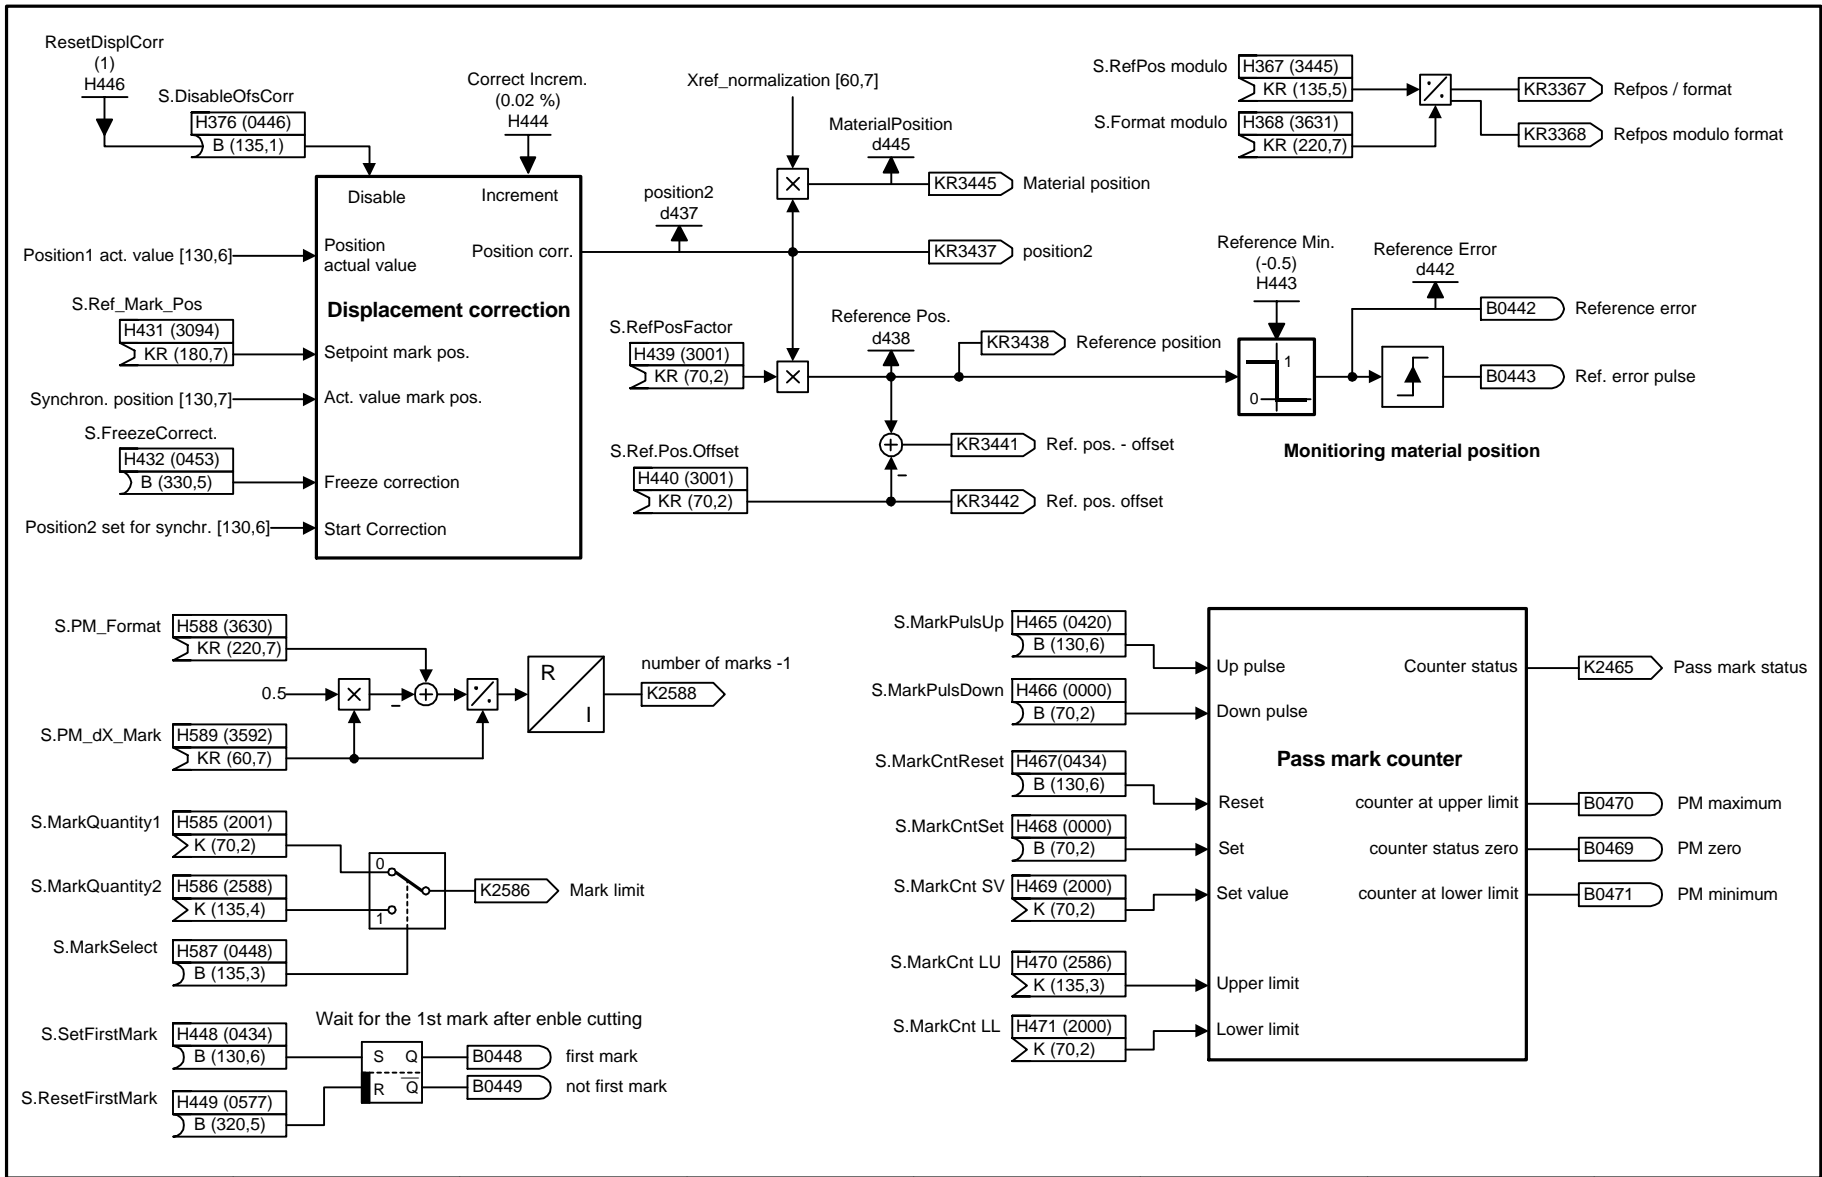 ResetDisplCorr
(1)
H446
S.DisableOfsCorr
H376 (0446)
B (135,1)
Correct Increm.
(0.02 %)
H444
Disable
Increment
Position1 act. value [130,6]
Position
actual value
Position corr.
Displacement correction
S.Ref_Mark_Pos
H431 (3094)
KR (180,7)
Setpoint mark pos.
Synchron. position [130,7]
Act. value mark pos.
S.FreezeCorrect.
H432 (0453)
B (330,5)
Freeze correction
Position2 set for synchr. [130,6]
Start Correction
Xref_normalization [60,7]
MaterialPosition
d445
×
KR3445
Material position
position2
d437
KR3437
position2
S.RefPosFactor
H439 (3001)
KR (70,2)
×
Reference Pos.
d438
KR3438
Reference position
S.Ref.Pos.Offset
H440 (3001)
KR (70,2)
+
−
KR3441
Ref. pos. - offset
KR3442
Ref. pos. offset
S.RefPos modulo
H367 (3445)
KR (135,5)
KR3367
Refpos / format
S.Format modulo
H368 (3631)
KR (220,7)
KR3368
Refpos modulo format
Reference Min.
(-0.5)
H443
1
0
Reference Error
d442
B0442
Reference error
B0443
Ref. error pulse
Monitioring material position
S.PM_Format
H588 (3630)
KR (220,7)
0.5
×
−
+
R
I
number of marks -1
K2588
S.PM_dX_Mark
H589 (3592)
KR (60,7)
S.MarkQuantity1
H585 (2001)
K (70,2)
0
S.MarkQuantity2
H586 (2588)
K (135,4)
1
K2586
Mark limit
S.MarkSelect
H587 (0448)
B (135,3)
Wait for the 1st mark after enble cutting
S.SetFirstMark
H448 (0434)
B (130,6)
S Q
B0448
first mark
R Q̅
B0449
not first mark
S.ResetFirstMark
H449 (0577)
B (320,5)
S.MarkPulsUp
H465 (0420)
B (130,6)
Up pulse
Counter status
K2465
Pass mark status
S.MarkPulsDown
H466 (0000)
B (70,2)
Down pulse
Pass mark counter
S.MarkCntReset
H467(0434)
B (130,6)
Reset
counter at upper limit
B0470
PM maximum
S.MarkCntSet
H468 (0000)
B (70,2)
Set
counter status zero
B0469
PM zero
S.MarkCnt SV
H469 (2000)
K (70,2)
Set value
counter at lower limit
B0471
PM minimum
S.MarkCnt LU
H470 (2586)
K (135,3)
Upper limit
S.MarkCnt LL
H471 (2000)
K (70,2)
Lower limit